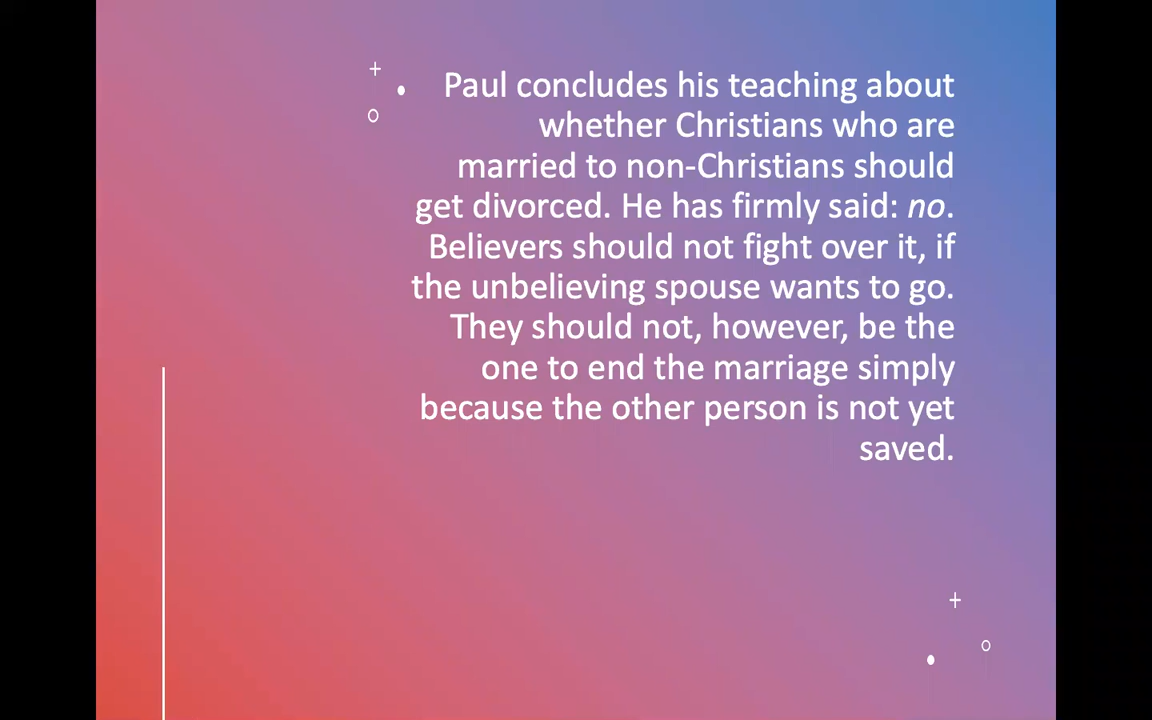 Paul concludes his teaching about
whether Christians who are
married to non-Christians should
get divorced. He has firmly said: no.
Believers should not fight over it, if
the unbelieving spouse wants to go.
They should not, however, be the
one to end the marriage simply
because the other person is not yet
saved.